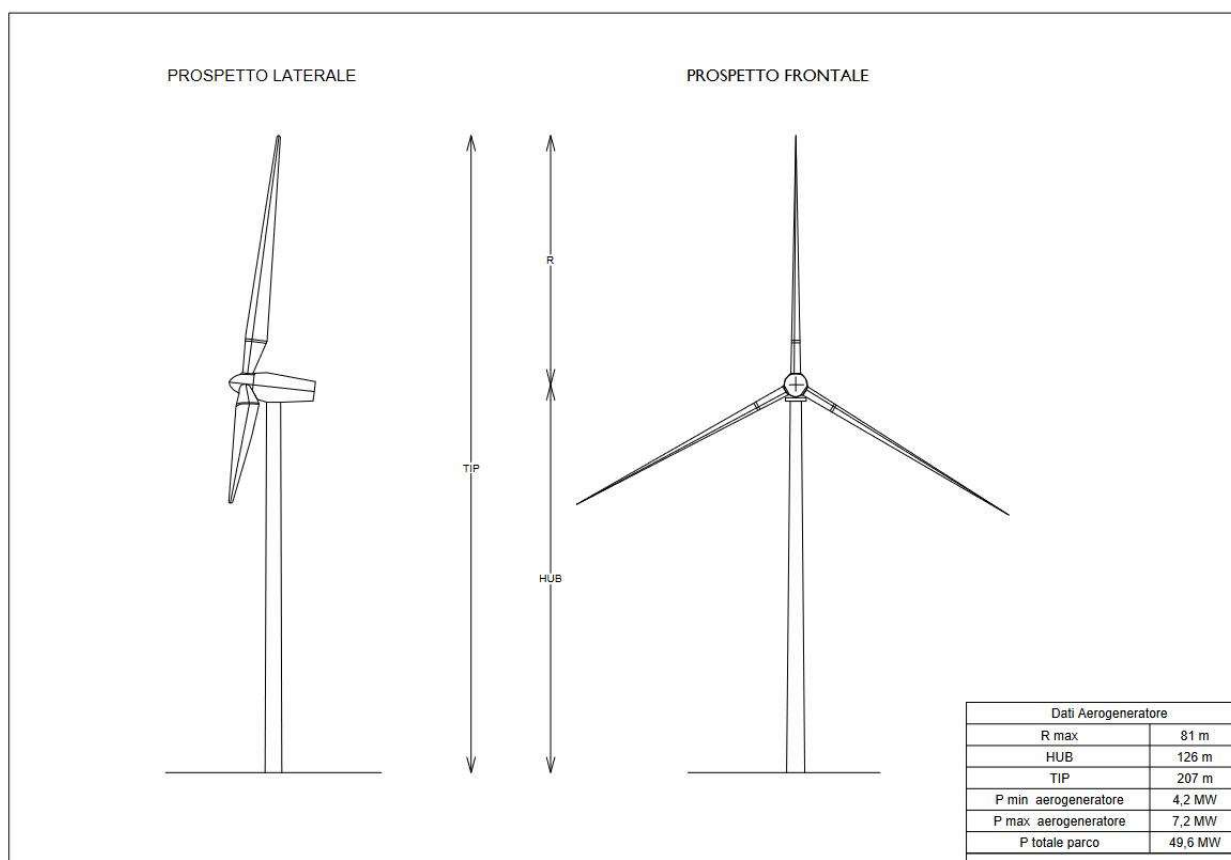 PROSPETTO LATERALE
PROSPETTO FRONTALE
R
TIP
HUB
Dati Aerogeneratore
R max 81 m
HUB 126 m
TIP 207 m
P min aerogeneratore 4,2 MW
P max aerogeneratore 7,2 MW
P totale parco 49,6 MW